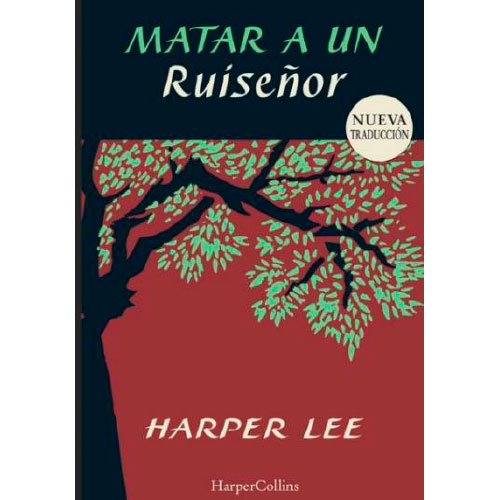 MATAR A UN
Ruiseñor
NUEVA
TRADUCCIÓN
HARPER LEE
HarperCollins